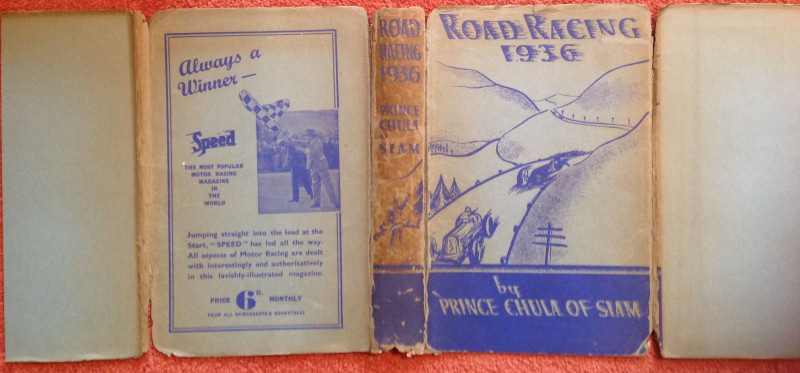 Always a
Winner—
Speed
THE MOST POPULAR
MOTOR RACING
MAGAZINE
IN
THE
WORLD
Jumping straight into the lead at the
Start, "SPEED" has led all the way.
All aspects of Motor Racing are dealt
with interestingly and authoritatively
in this lavishly-illustrated magazine.
PRICE 6D. MONTHLY
FROM ALL NEWSAGENTS & BOOKSTALLS
ROAD
RACING
1936
PRINCE
CHULA
OF
SIAM
ROAD RACING
1936
by
PRINCE CHULA OF SIAM